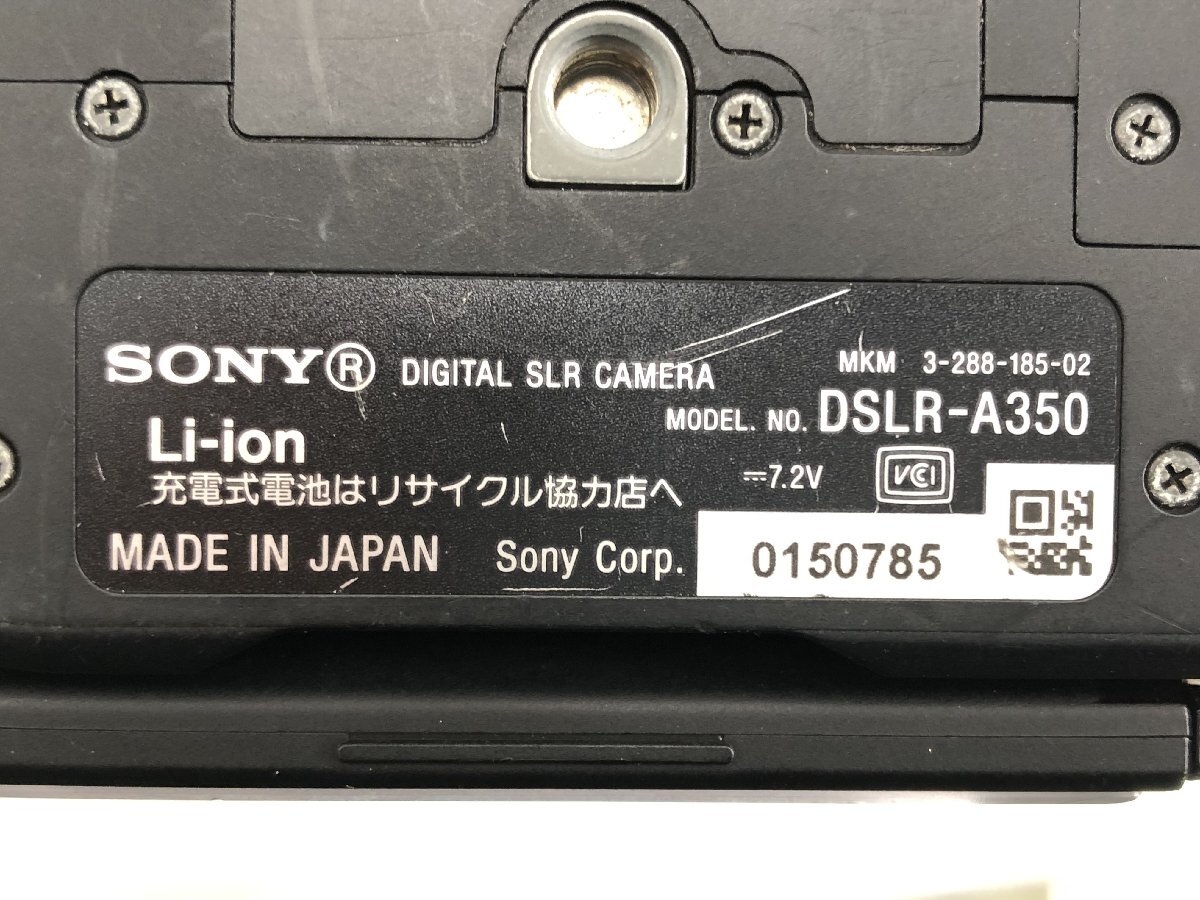 SONY® DIGITAL SLR CAMERA MKM 3-288-185-02
MODEL. NO. DSLR-A350
Li-ion
充電式電池はリサイクル協力店へ ⎓7.2V VCI
MADE IN JAPAN Sony Corp. 0150785